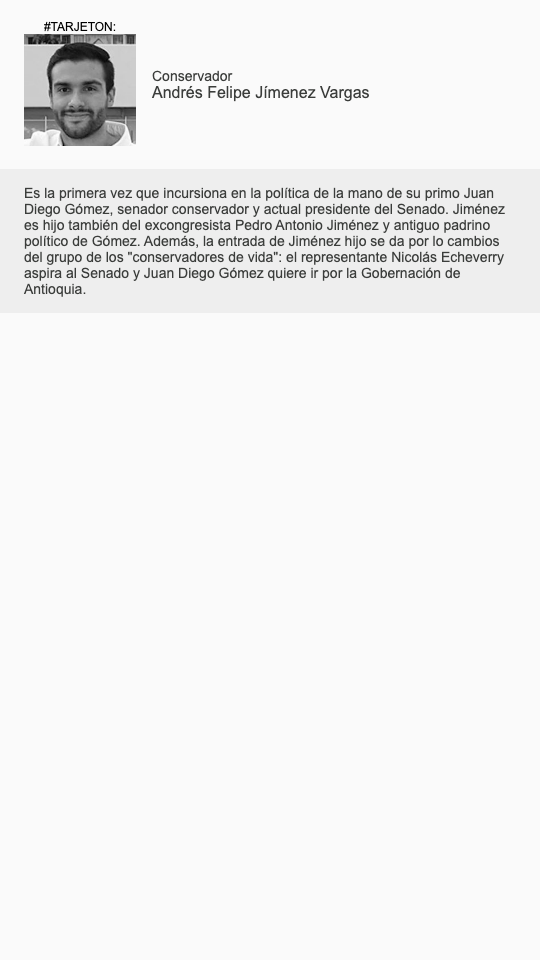 #TARJETON:
Conservador
Andrés Felipe Jímenez Vargas
Es la primera vez que incursiona en la política de la mano de su primo Juan
Diego Gómez, senador conservador y actual presidente del Senado. Jiménez
es hijo también del excongresista Pedro Antonio Jiménez y antiguo padrino
político de Gómez. Además, la entrada de Jiménez hijo se da por lo cambios
del grupo de los "conservadores de vida": el representante Nicolás Echeverry
aspira al Senado y Juan Diego Gómez quiere ir por la Gobernación de
Antioquia.